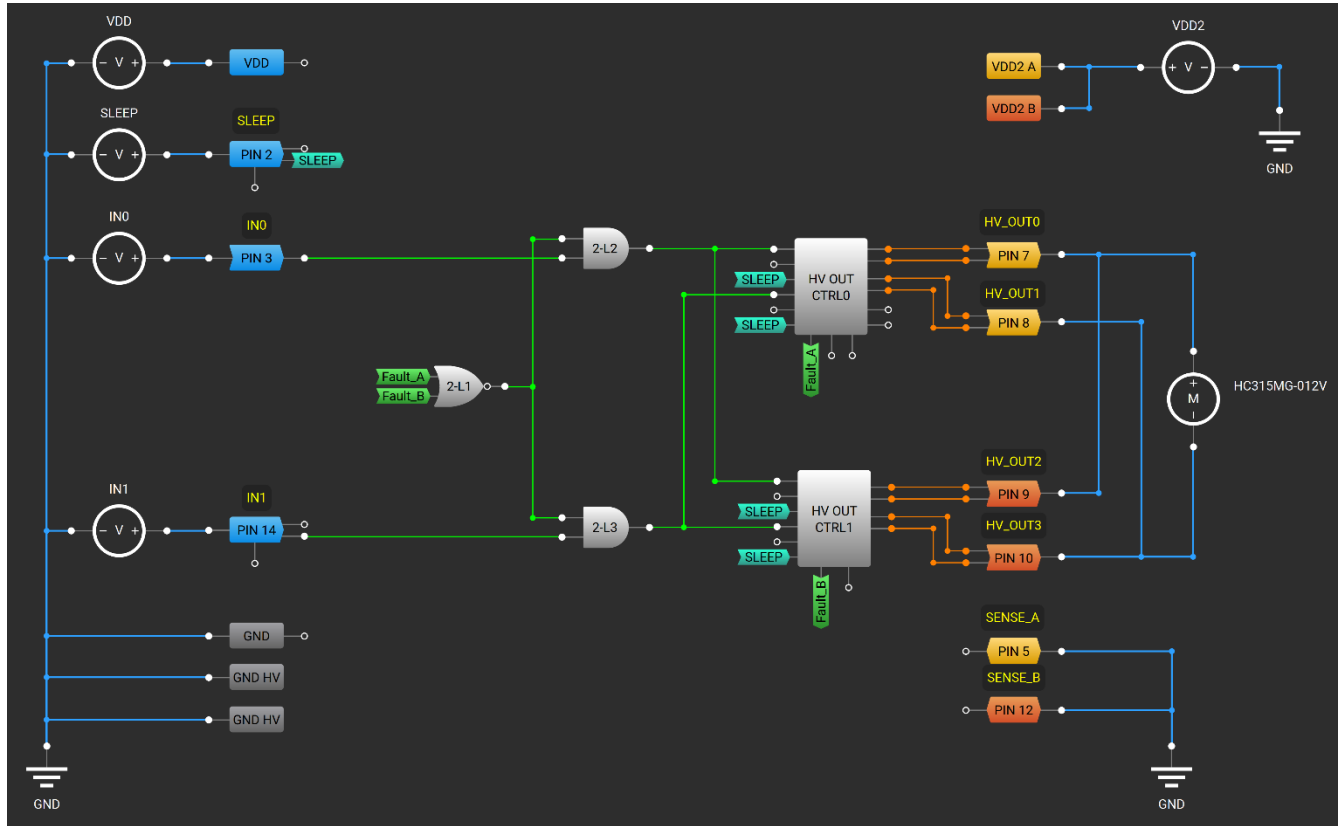 VDD
V
VDD
VDD2
VDD2 A
V
VDD2 B
GND
SLEEP
V
SLEEP
PIN 2
SLEEP
IN0
V
IN0
PIN 3
2-L2
SLEEP
SLEEP
HV OUT
CTRL0
Fault_A
HV_OUT0
PIN 7
HV_OUT1
PIN 8
Fault_A
Fault_B
2-L1
M
HC315MG-012V
IN1
V
IN1
PIN 14
2-L3
SLEEP
SLEEP
HV OUT
CTRL1
Fault_B
HV_OUT2
PIN 9
HV_OUT3
PIN 10
GND
GND HV
GND HV
GND
SENSE_A
PIN 5
SENSE_B
PIN 12
GND